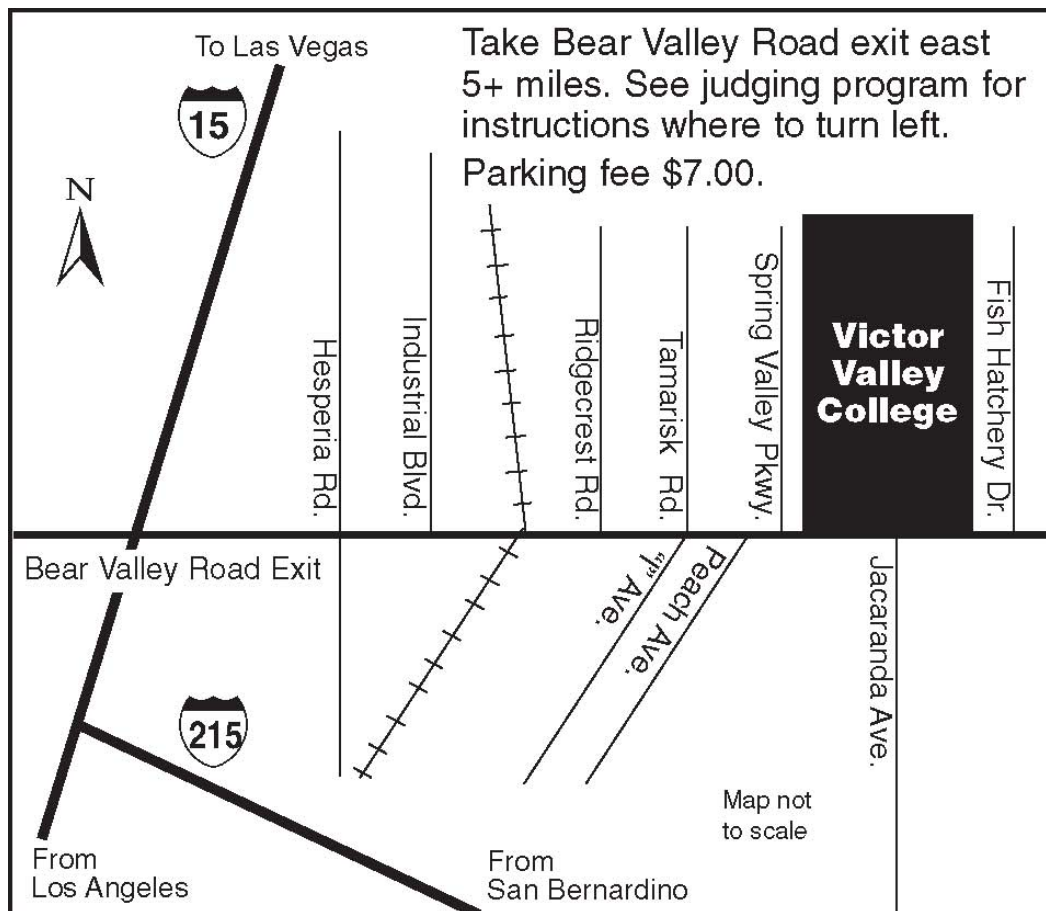 To Las Vegas
Take Bear Valley Road exit east
5+ miles. See judging program for
instructions where to turn left.
Parking fee $7.00.
15
N
Hesperia Rd.
Industrial Blvd.
Ridgecrest Rd.
Tamarisk Rd.
Spring Valley Pkwy.
Victor
Valley
College
Fish Hatchery Dr.
Bear Valley Road Exit
"I" Ave.
Peach Ave.
Jacaranda Ave.
215
Map not
to scale
From
Los Angeles
From
San Bernardino